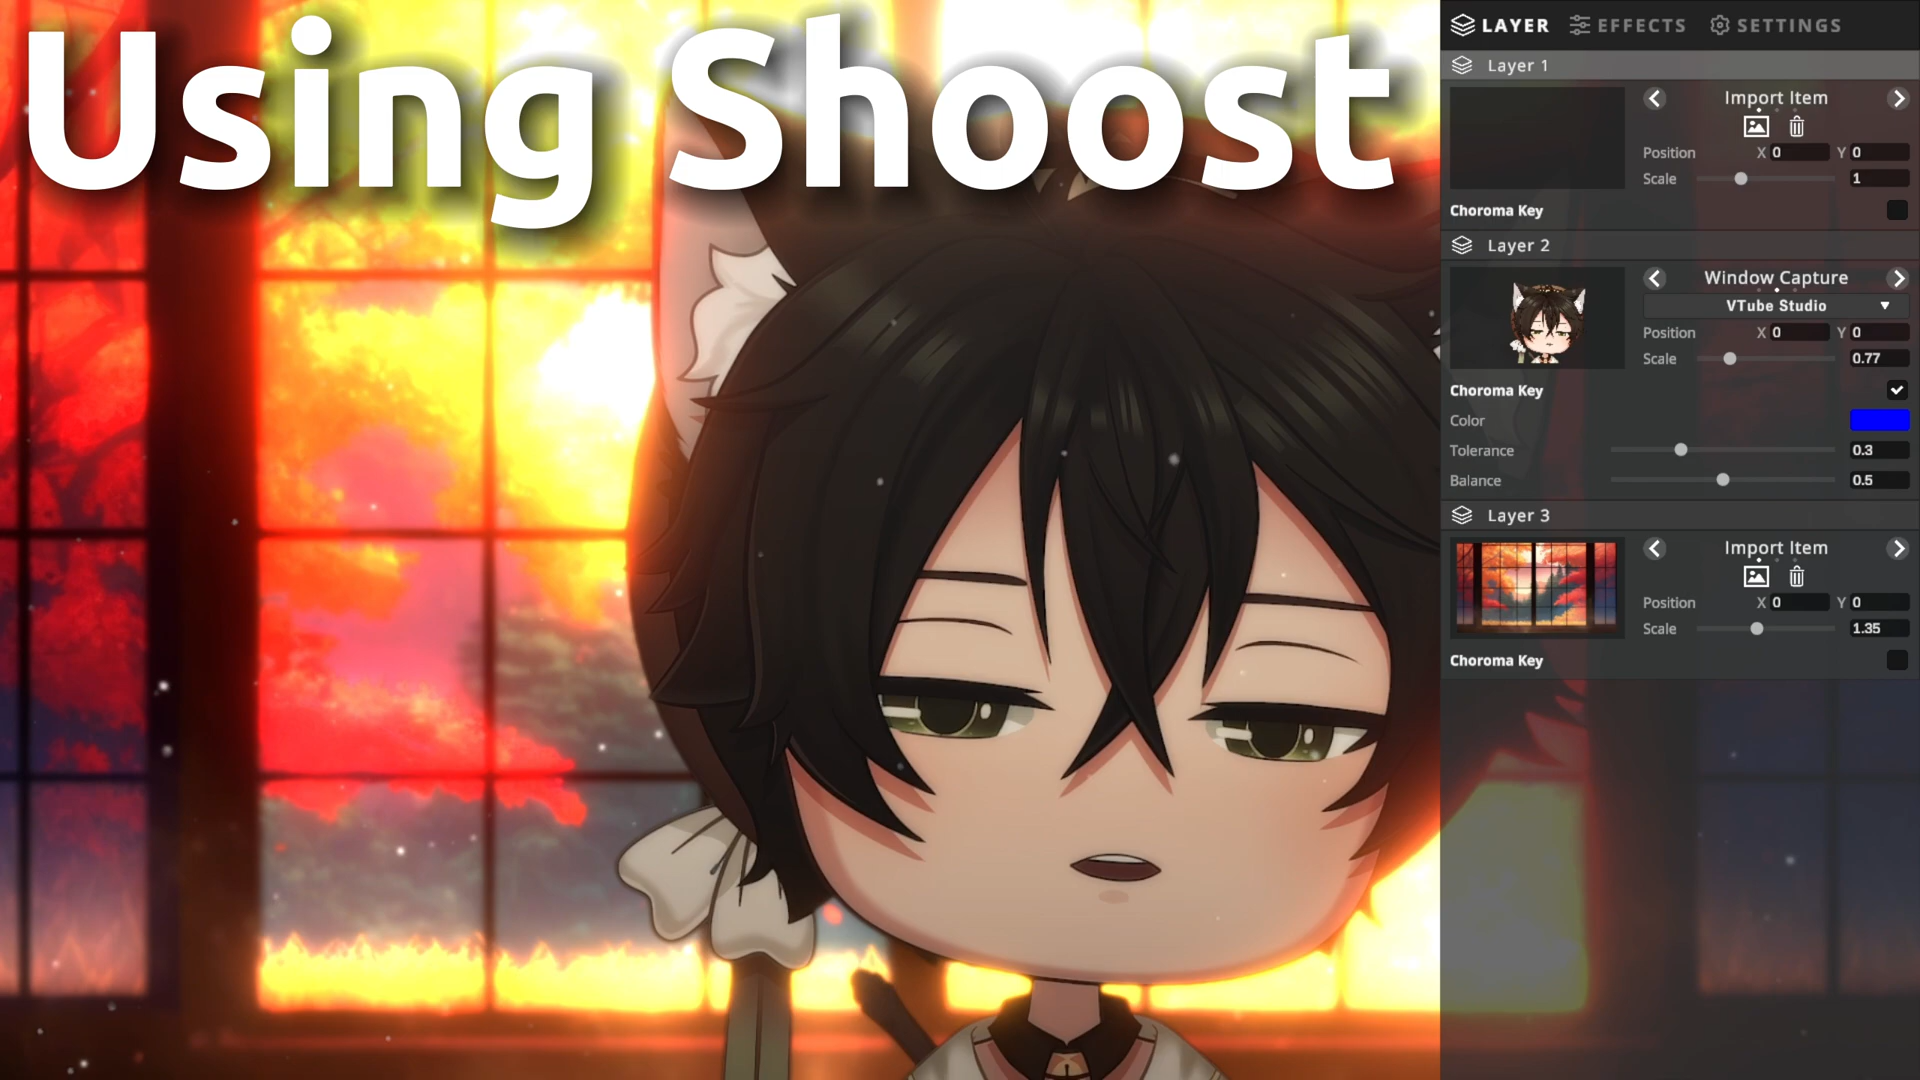 Using Shoost
LAYER EFFECTS SETTINGS
Layer 1
Import Item
Position X 0 Y 0
Scale 1
Choroma Key
Layer 2
Window Capture
VTube Studio
Position X 0 Y 0
Scale 0.77
Choroma Key
Color
Tolerance 0.3
Balance 0.5
Layer 3
Import Item
Position X 0 Y 0
Scale 1.35
Choroma Key